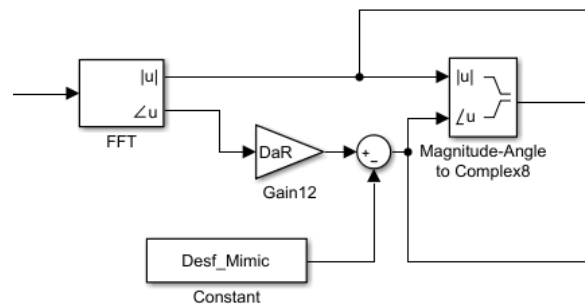 |u|
∠u
FFT
DaR
Gain12
+
-
|u|
∠u
Magnitude-Angle
to Complex8
Desf_Mimic
Constant